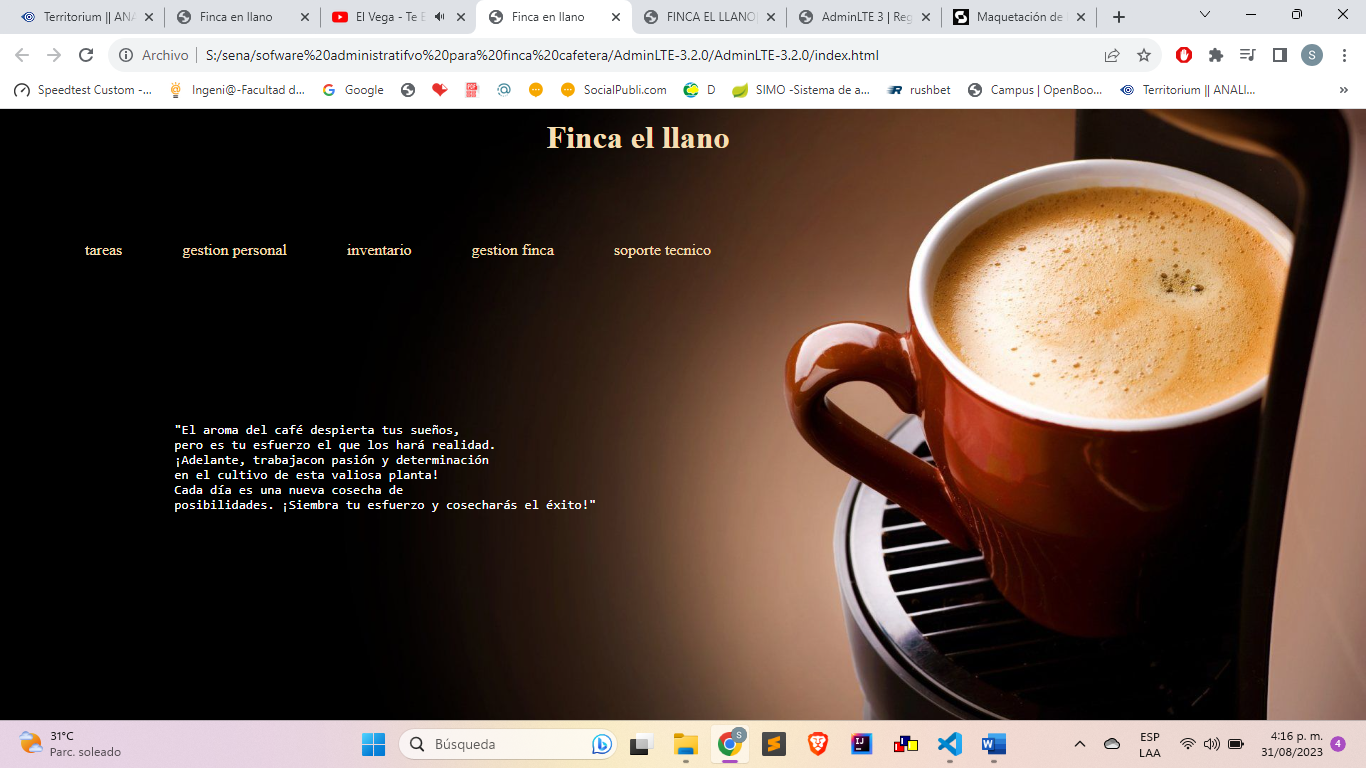 Territorium || ANA
Finca en llano
El Vega - Te E
Finca en llano
FINCA EL LLANO
AdminLTE 3 | Reg
Maquetación de
Archivo
S:/sena/sofware%20administratifvo%20para%20finca%20cafetera/AdminLTE-3.2.0/AdminLTE-3.2.0/index.html
S
Speedtest Custom -...
Ingeni@-Facultad d...
Google
SocialPubli.com
D
SIMO -Sistema de a...
rushbet
Campus | OpenBoo...
Territorium || ANALI...
»
Finca el llano
tareas
gestion personal
inventario
gestion finca
soporte tecnico
"El aroma del café despierta tus sueños,
pero es tu esfuerzo el que los hará realidad.
¡Adelante, trabajacon pasión y determinación
en el cultivo de esta valiosa planta!
Cada día es una nueva cosecha de
posibilidades. ¡Siembra tu esfuerzo y cosecharás el éxito!"
31°C
Parc. soleado
Búsqueda
S
ESP
LAA
4:16 p. m.
31/08/2023
4